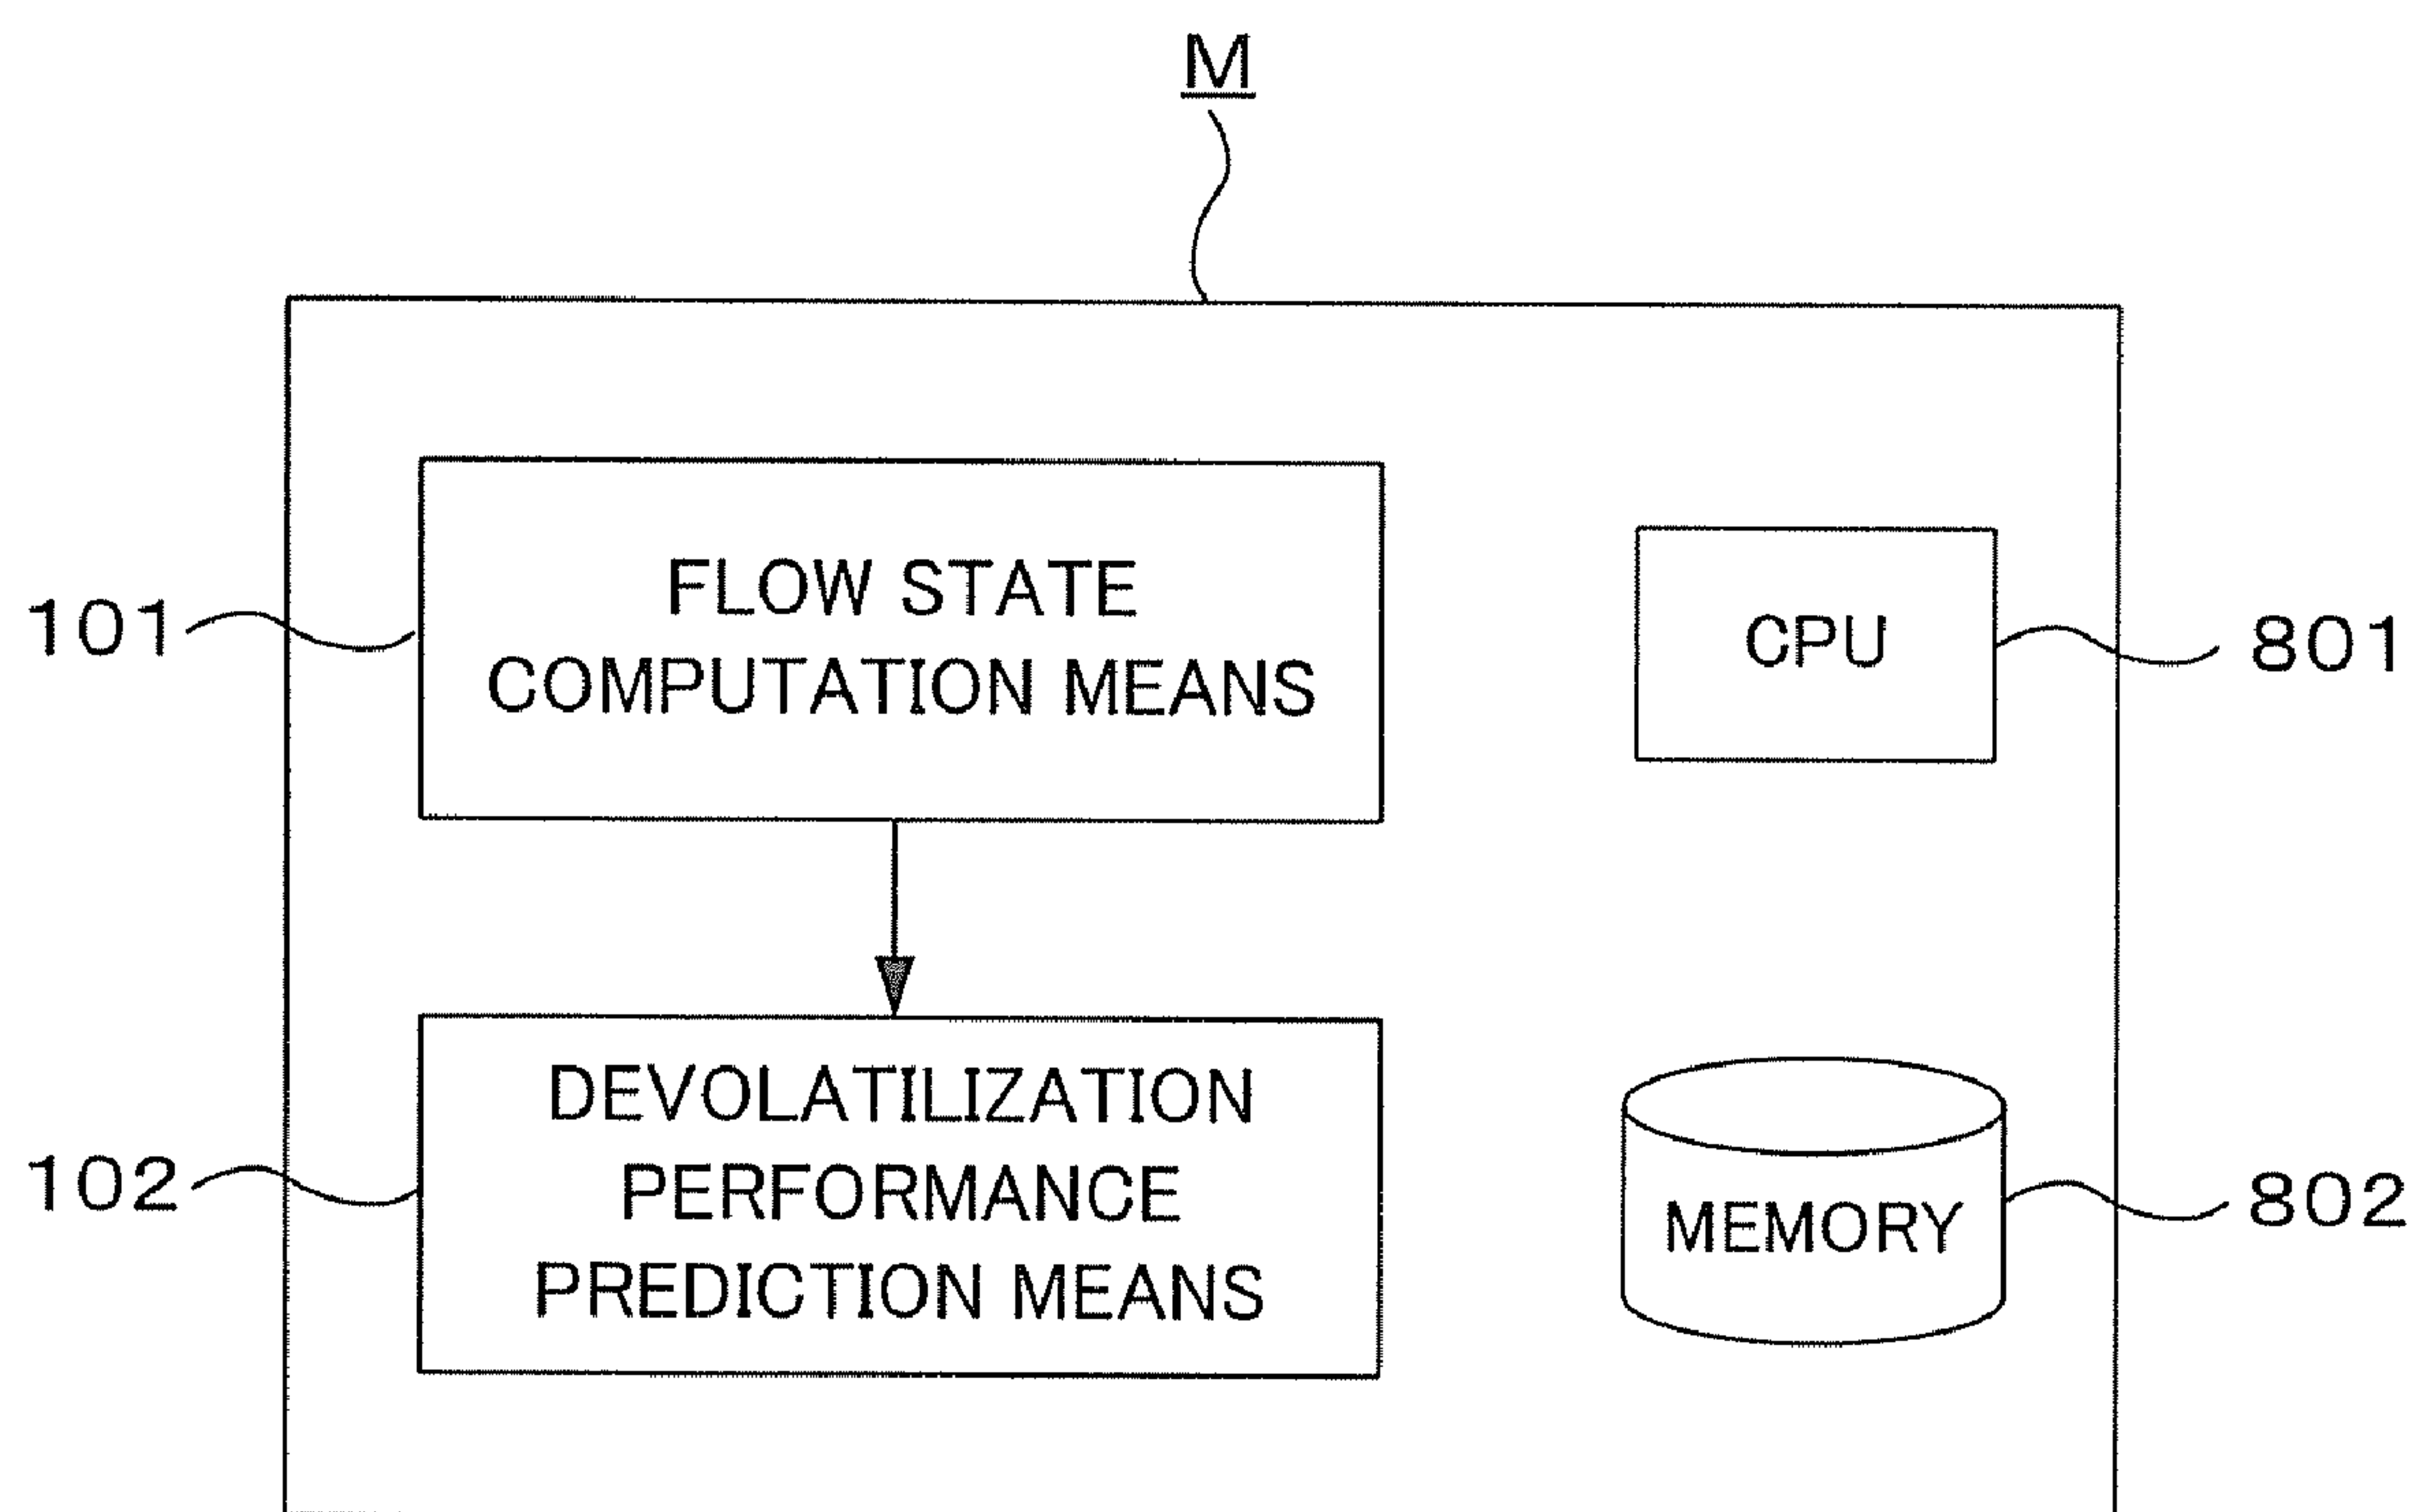 M
FLOW STATE
COMPUTATION MEANS
101
CPU
801
DEVOLATILIZATION
PERFORMANCE
PREDICTION MEANS
102
MEMORY
802